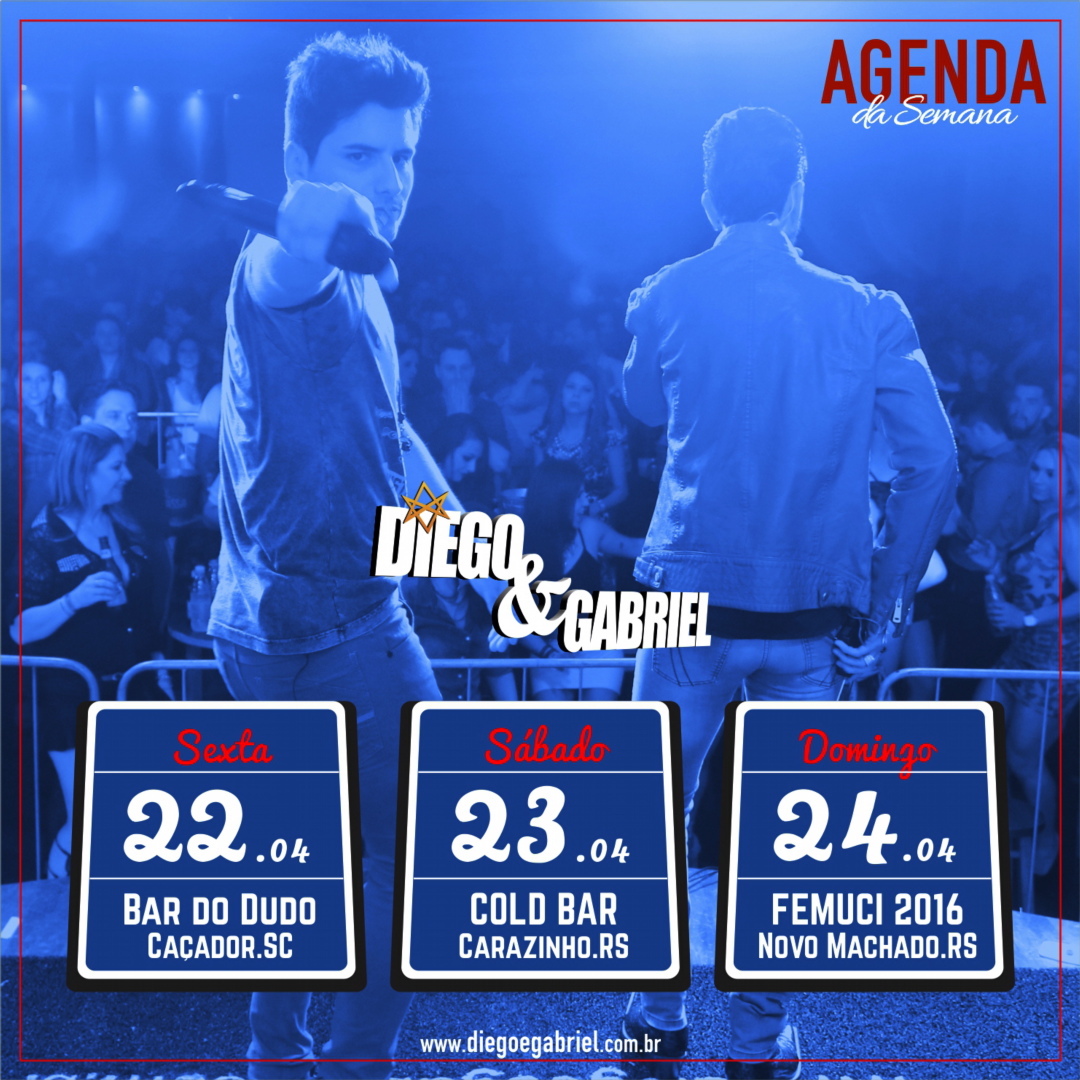 AGENDA
da Semana
DIEGO
&
GABRIEL
Sexta
22.04
BAR DO DUDO
CAÇADOR.SC
Sábado
23.04
COLD BAR
CARAZINHO.RS
Domingo
24.04
FEMUCI 2016
NOVO MACHADO.RS
www.diegoegabriel.com.br